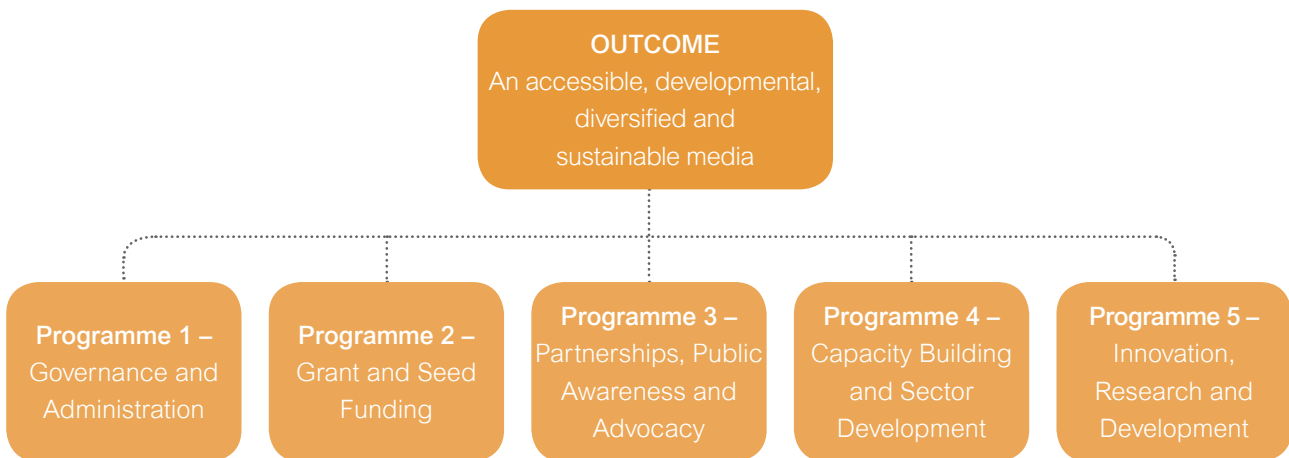 OUTCOME
An accessible, developmental,
diversified and
sustainable media
Programme 1 –
Governance and
Administration
Programme 2 –
Grant and Seed
Funding
Programme 3 –
Partnerships, Public
Awareness and
Advocacy
Programme 4 –
Capacity Building
and Sector
Development
Programme 5 –
Innovation,
Research and
Development